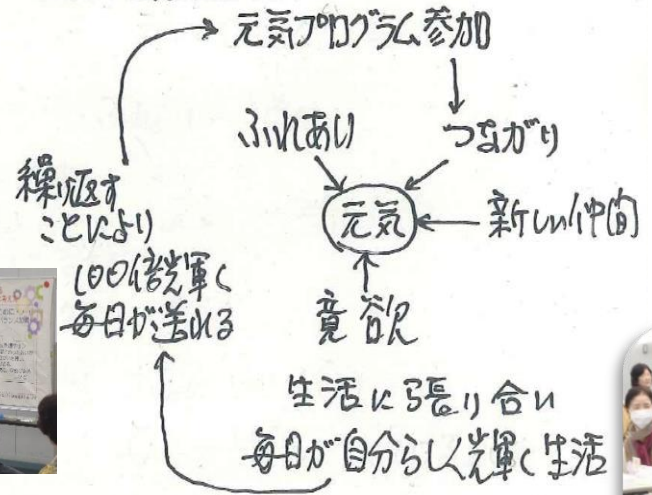 元気プログラム参加
ふれあい
つながり
元気
新しい仲間
意欲
生活に張り合い
毎日が自分らしく輝く生活
繰り返す
ことにより
100倍光輝く
毎日が送れる